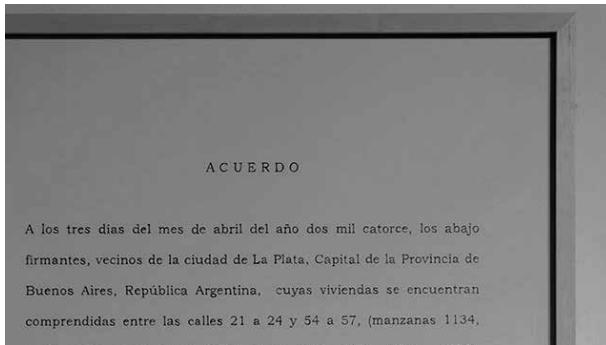 ACUERDO
A los tres días del mes de abril del año dos mil catorce, los abajo
firmantes, vecinos de la ciudad de La Plata, Capital de la Provincia de
Buenos Aires, República Argentina, cuyas viviendas se encuentran
comprendidas entre las calles 21 a 24 y 54 a 57, (manzanas 1134,